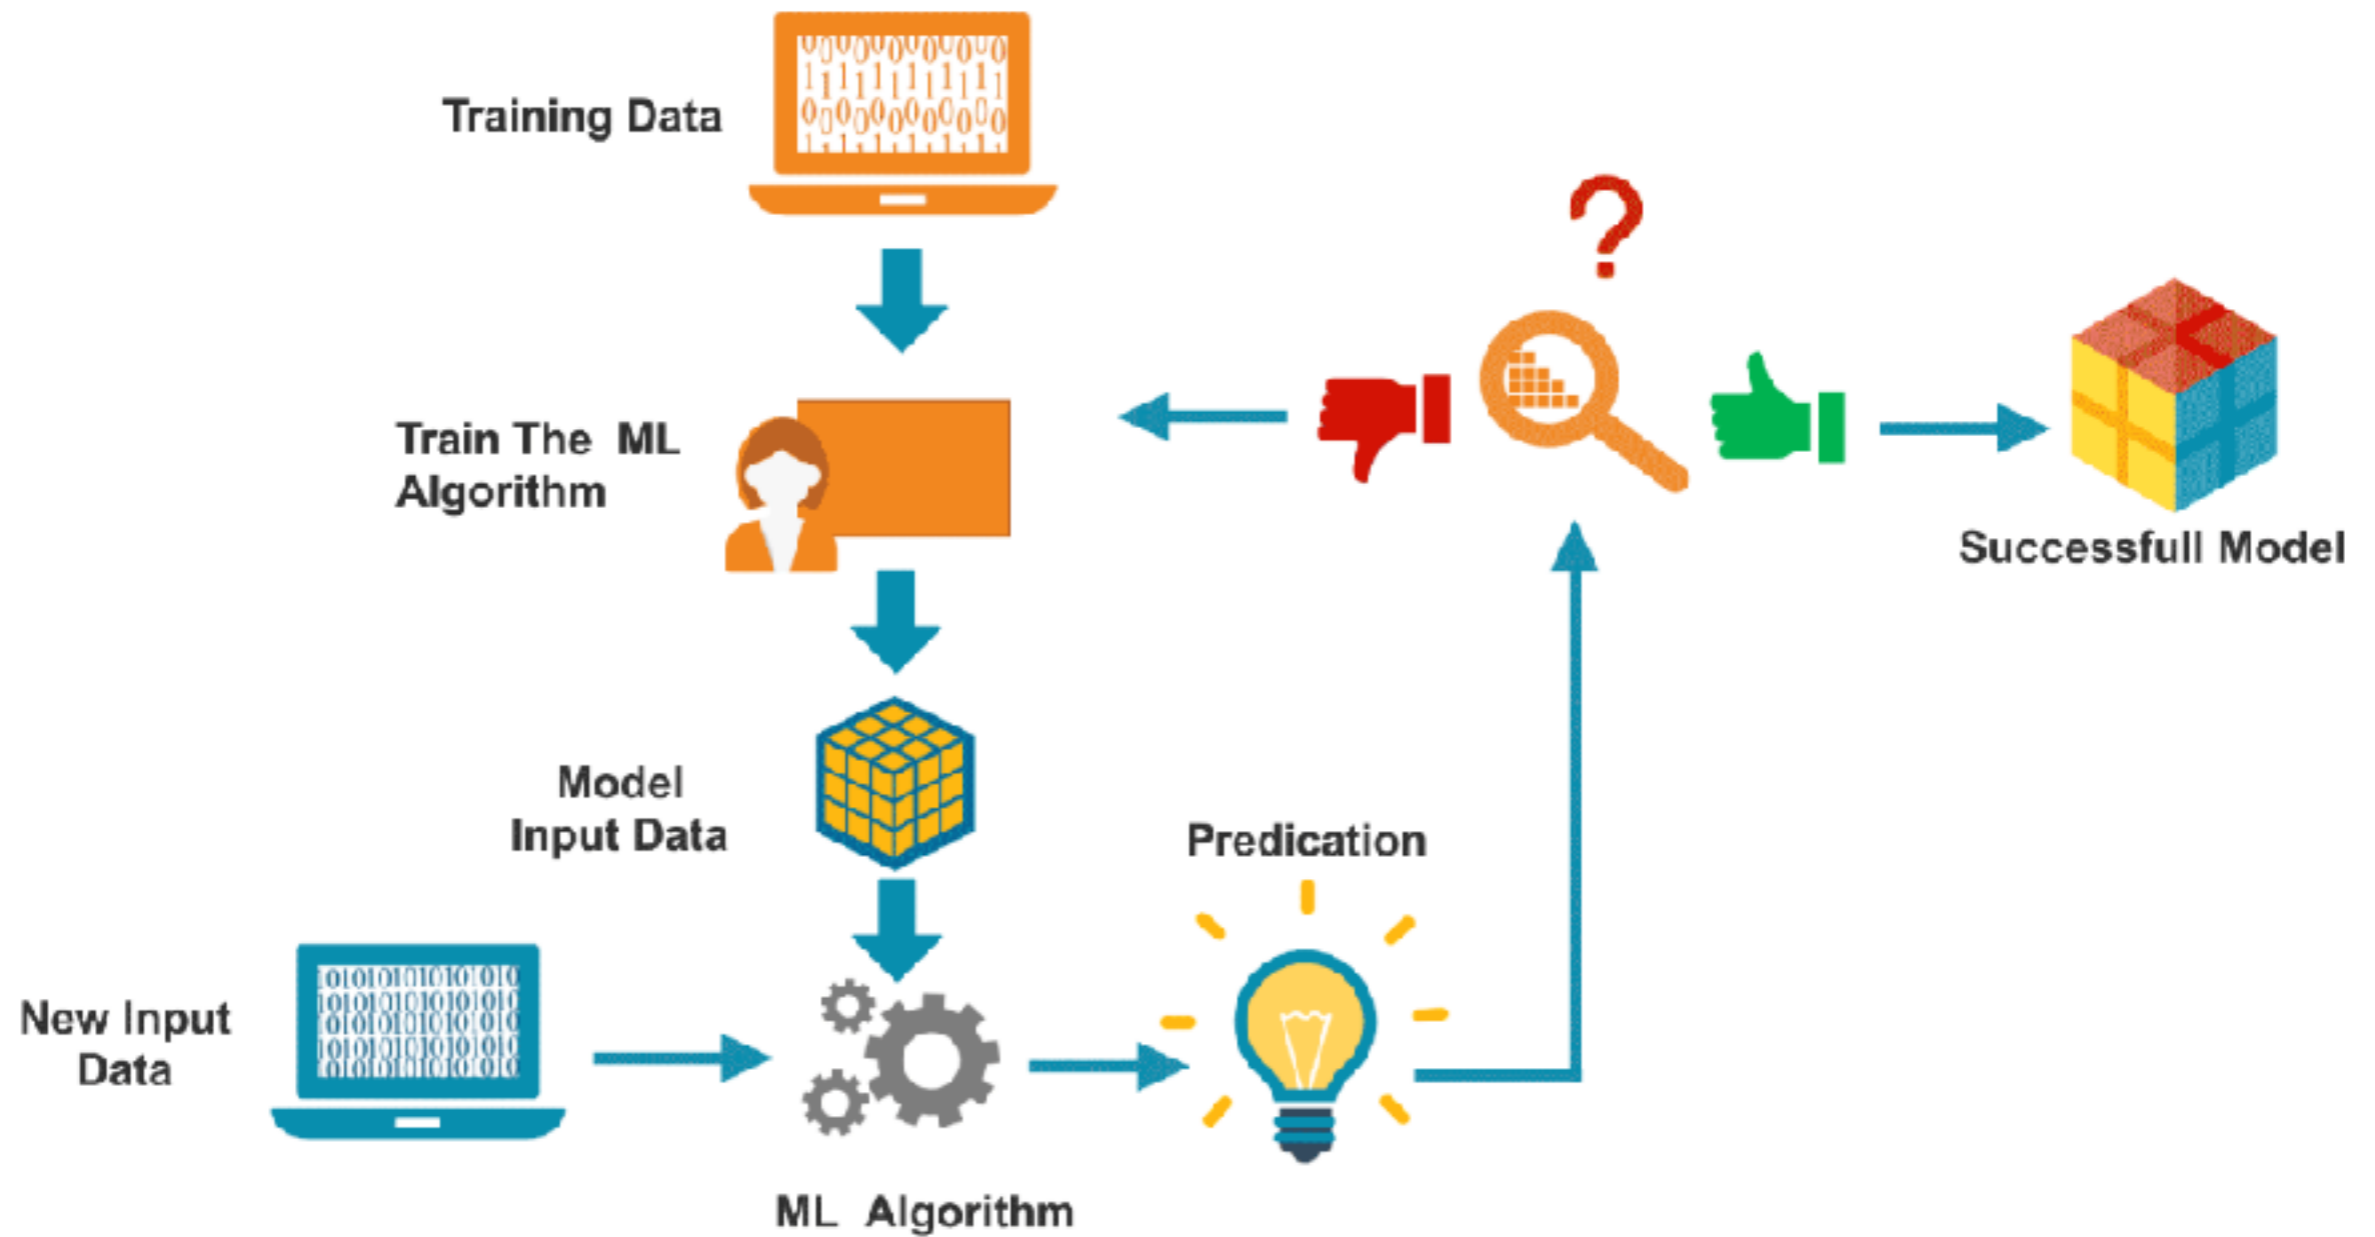 Training Data
?
Train The ML
Algorithm
Successfull Model
Model
Input Data
Predication
New Input
Data
ML Algorithm